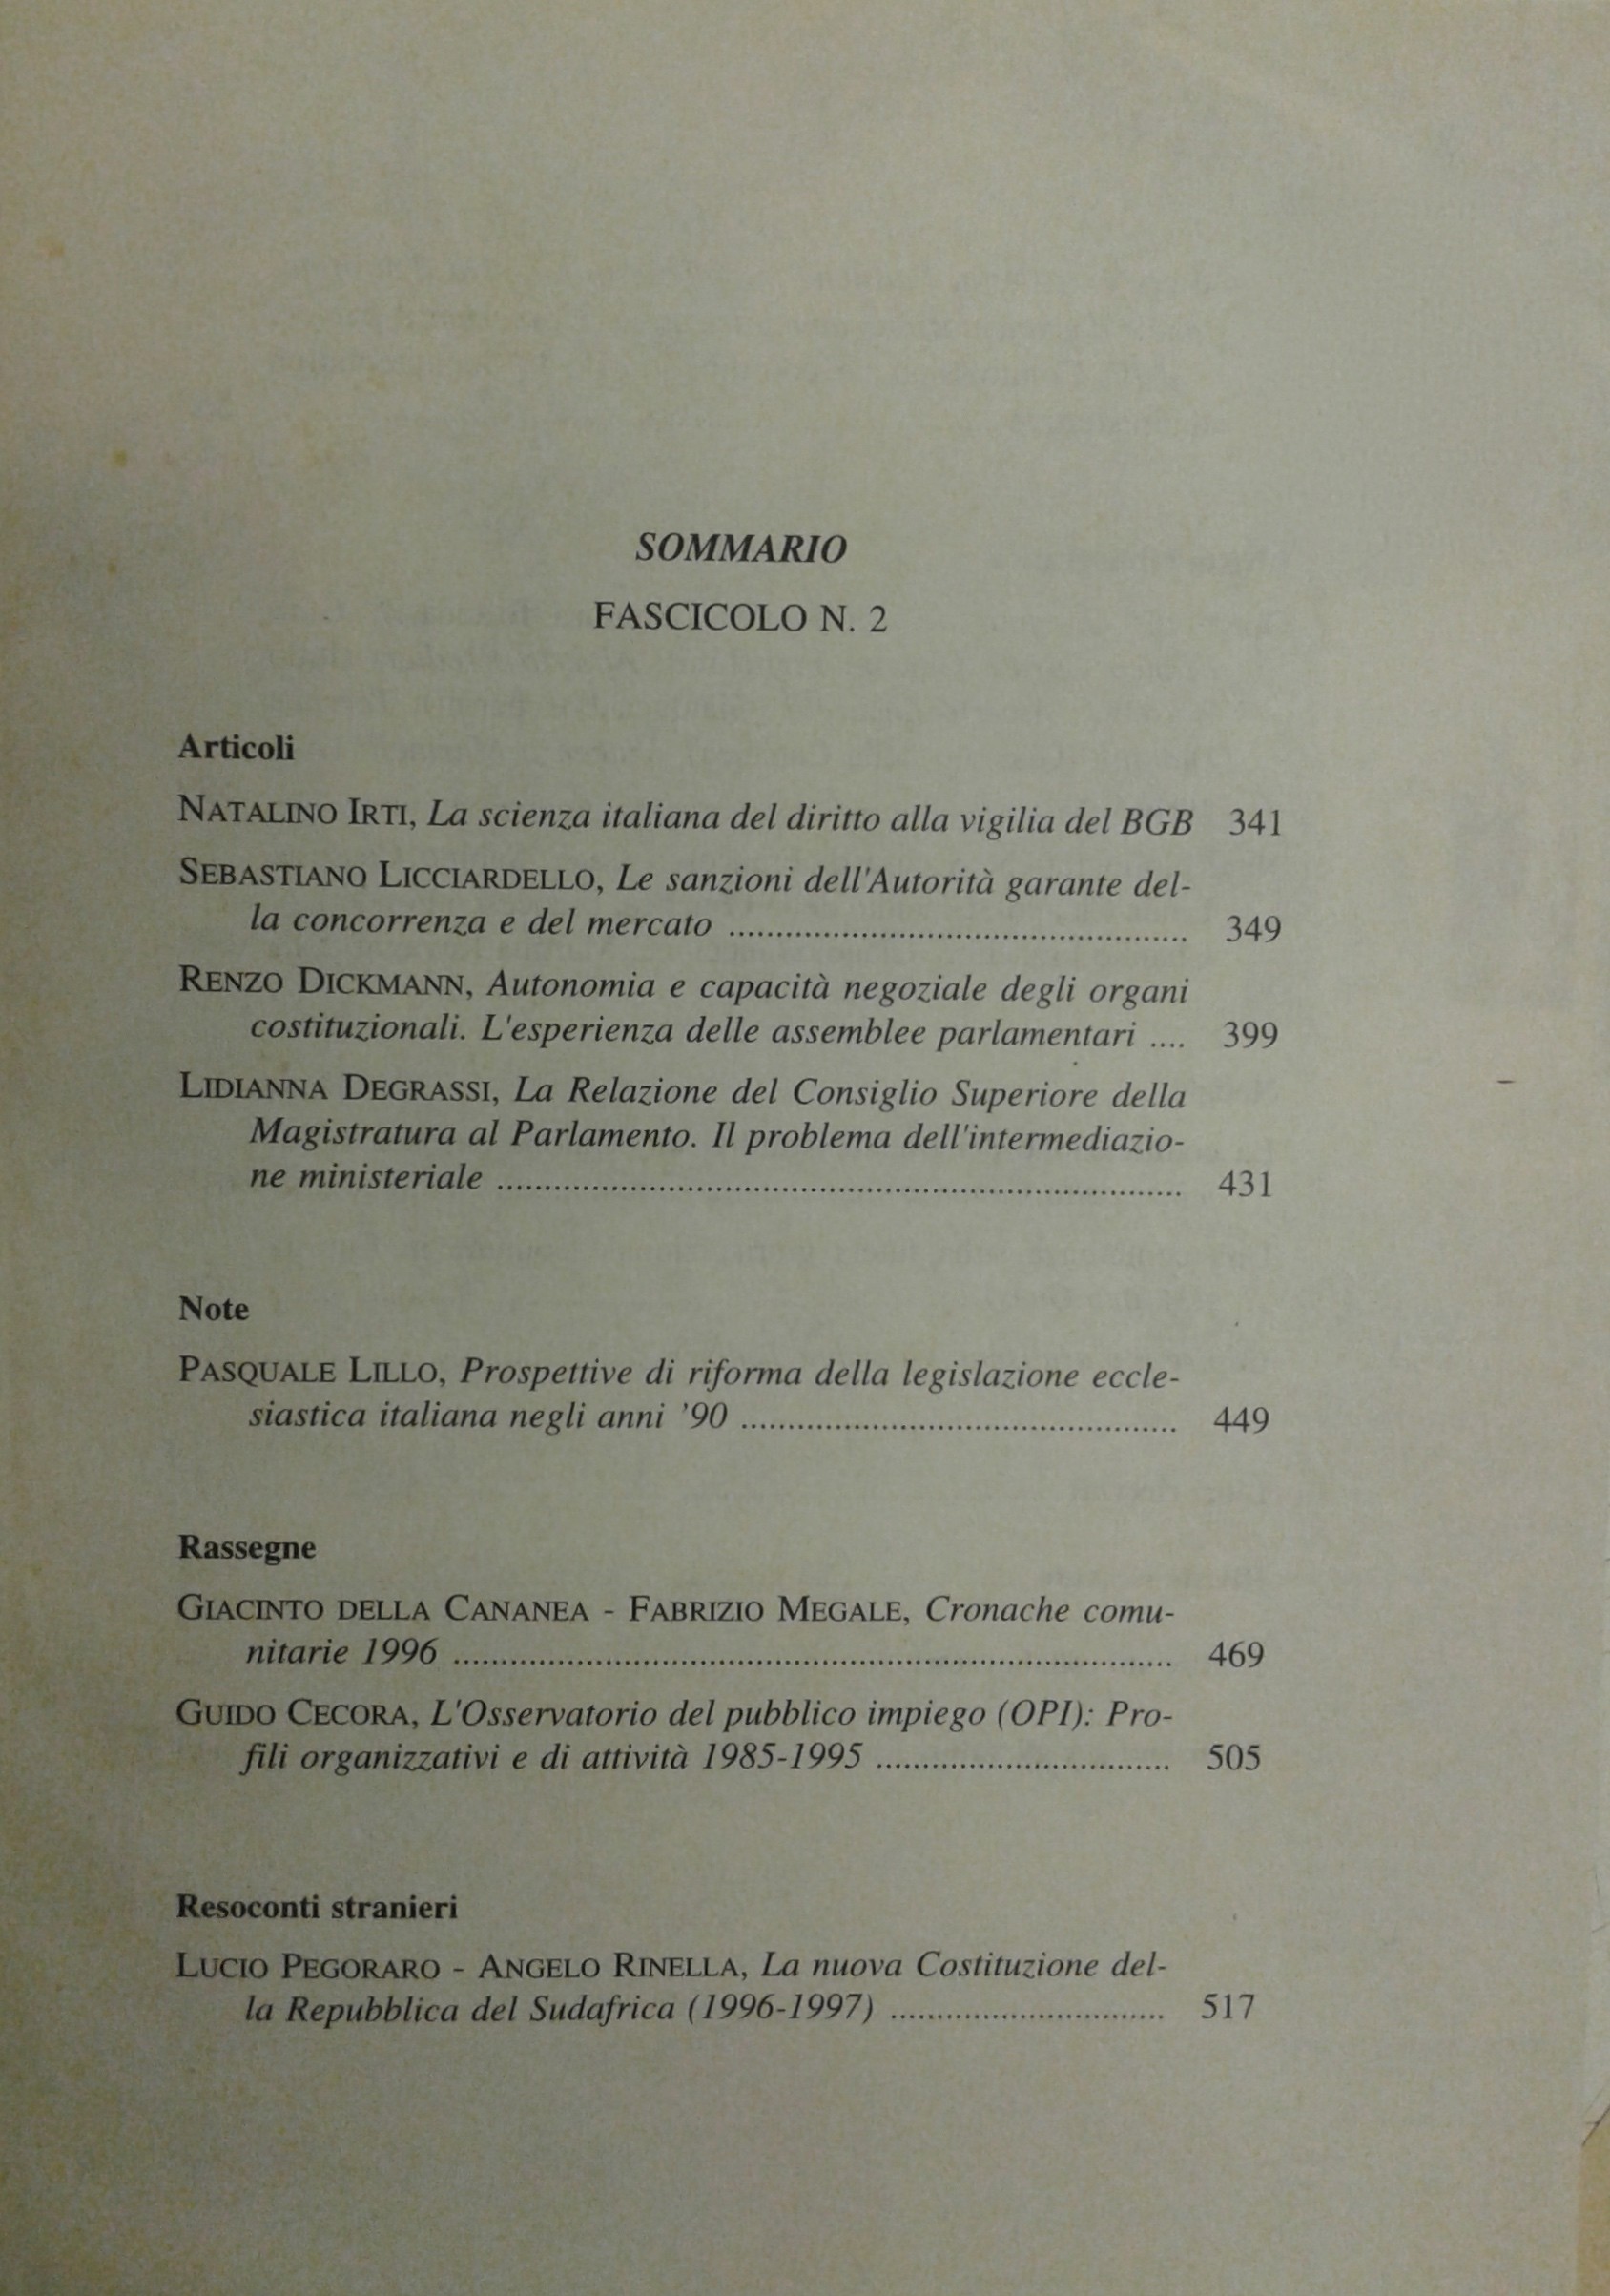 SOMMARIO
FASCICOLO N. 2
Articoli
NATALINO IRTI, La scienza italiana del diritto alla vigilia del BGB 341
SEBASTIANO LICCIARDELLO, Le sanzioni dell'Autorità garante del-
la concorrenza e del mercato ................................................. 349
RENZO DICKMANN, Autonomia e capacità negoziale degli organi
costituzionali. L'esperienza delle assemblee parlamentari .... 399
LIDIANNA DEGRASSI, La Relazione del Consiglio Superiore della
Magistratura al Parlamento. Il problema dell'intermediazio-
ne ministeriale ......................................................................... 431
Note
PASQUALE LILLO, Prospettive di riforma della legislazione eccle-
siastica italiana negli anni '90 .............................................. 449
Rassegne
GIACINTO DELLA CANANEA - FABRIZIO MEGALE, Cronache comu-
nitarie 1996 ............................................................................ 469
GUIDO CECORA, L'Osservatorio del pubblico impiego (OPI): Pro-
fili organizzativi e di attività 1985-1995 ............................... 505
Resoconti stranieri
LUCIO PEGORARO - ANGELO RINELLA, La nuova Costituzione del-
la Repubblica del Sudafrica (1996-1997) ............................. 517